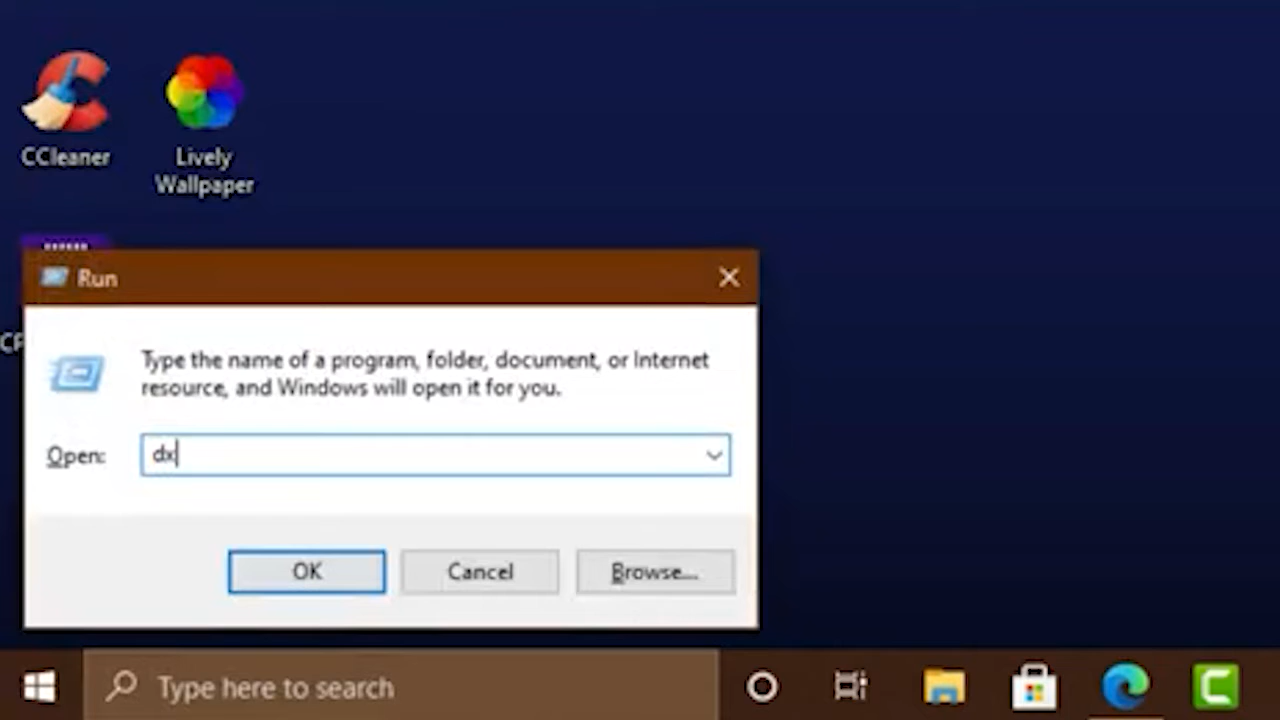 CCleaner
Lively
Wallpaper
Run
Type the name of a program, folder, document, or Internet
resource, and Windows will open it for you.
Open:
dx
OK
Cancel
Browse...
Type here to search